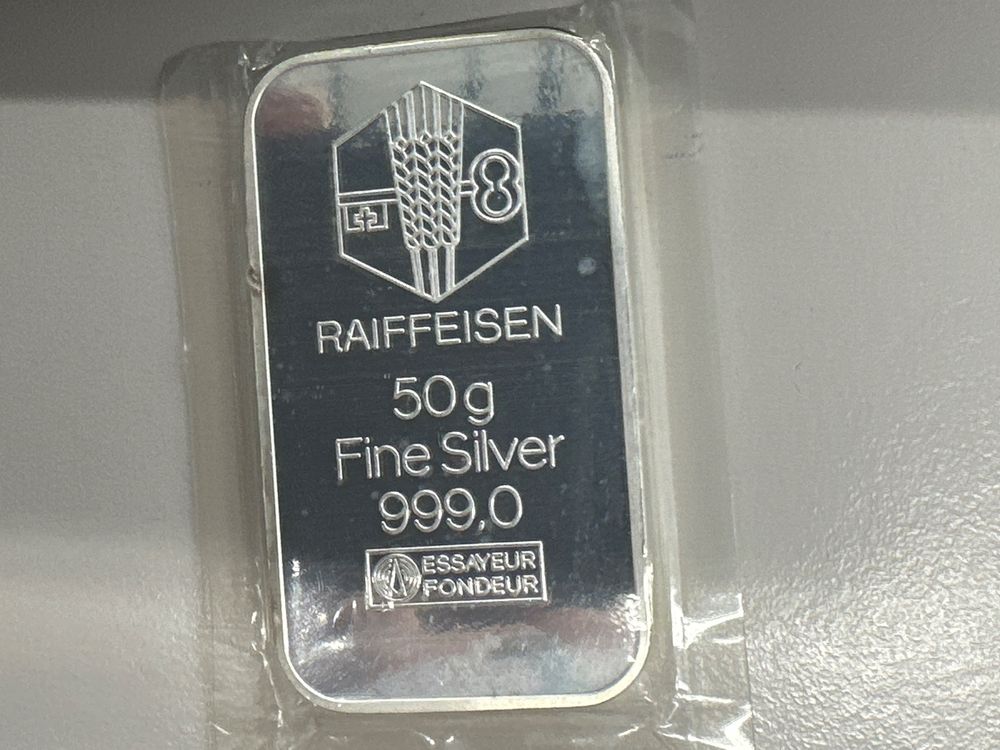 RAIFFEISEN
50g
Fine Silver
999,0
ESSAYEUR
FONDEUR